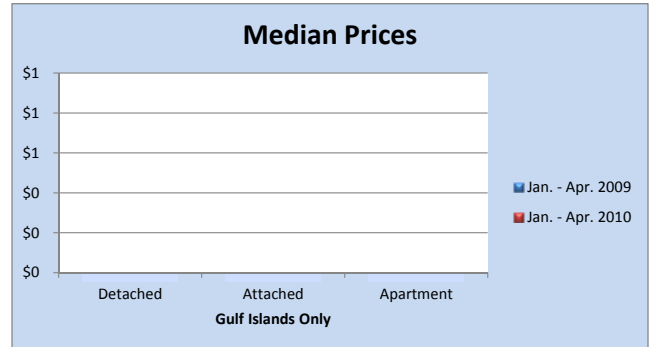 Median Prices
$1
$1
$1
$0
$0
$0
Jan. - Apr. 2009
Jan. - Apr. 2010
Detached Attached Apartment
Gulf Islands Only